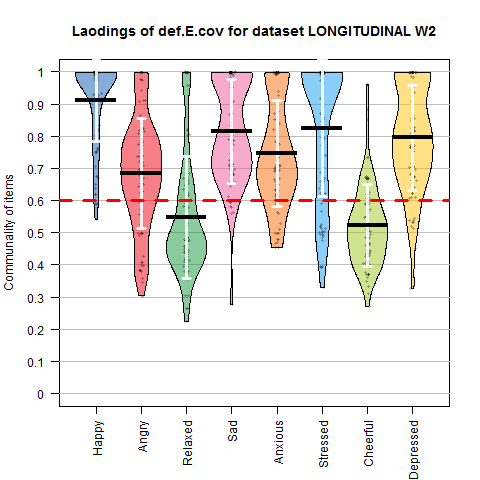 Laodings of def.E.cov for dataset LONGITUDINAL W2
Communality of items
1
0.9
0.8
0.7
0.6
0.5
0.4
0.3
0.2
0.1
0
Happy
Angry
Relaxed
Sad
Anxious
Stressed
Cheerful
Depressed